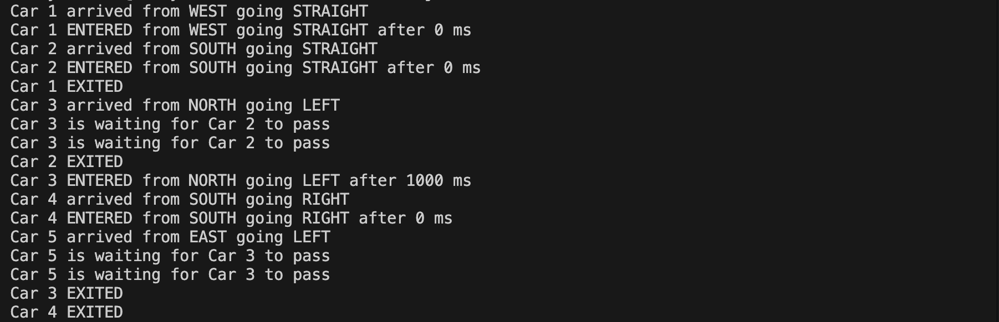 Car 1 arrived from WEST going STRAIGHT
Car 1 ENTERED from WEST going STRAIGHT after 0 ms
Car 2 arrived from SOUTH going STRAIGHT
Car 2 ENTERED from SOUTH going STRAIGHT after 0 ms
Car 1 EXITED
Car 3 arrived from NORTH going LEFT
Car 3 is waiting for Car 2 to pass
Car 3 is waiting for Car 2 to pass
Car 2 EXITED
Car 3 ENTERED from NORTH going LEFT after 1000 ms
Car 4 arrived from SOUTH going RIGHT
Car 4 ENTERED from SOUTH going RIGHT after 0 ms
Car 5 arrived from EAST going LEFT
Car 5 is waiting for Car 3 to pass
Car 5 is waiting for Car 3 to pass
Car 3 EXITED
Car 4 EXITED